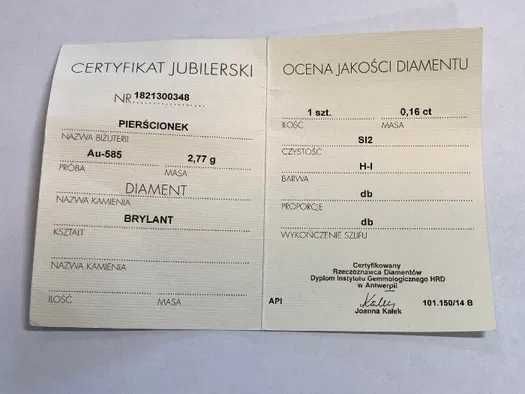 CERTYFIKAT JUBILERSKI
NR 1821300348
PIERŚCIONEK
NAZWA BIŻUTERII
Au-585 2,77 g
PRÓBA MASA
DIAMENT
NAZWA KAMIENIA
BRYLANT
KSZTAŁT
NAZWA KAMIENIA
ILOŚĆ MASA
OCENA JAKOŚCI DIAMENTU
1 szt. 0,16 ct
ILOŚĆ MASA
SI2
CZYSTOŚĆ
H-I
BARWA
db
PROPORCJE
db
WYKOŃCZENIE SZLIFU
Certyfikowany
Rzeczoznawca Diamentów
Dyplom Instytutu Gemmologicznego HRD
w Antwerpii
API 101.150/14 B
Joanna Kałek